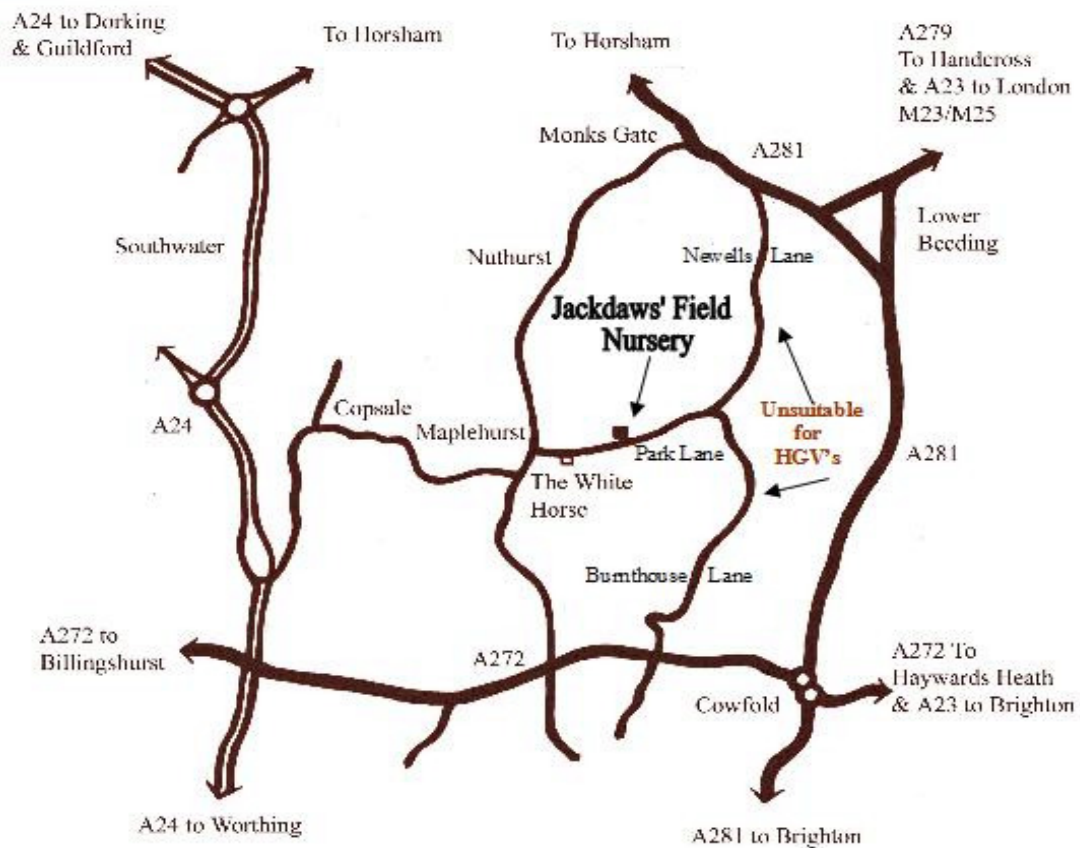 A24 to Dorking
& Guildford
To Horsham
To Horsham
A279
To Handcross
& A23 to London
M23/M25
Monks Gate
A281
Southwater
Nuthurst
Newells Lane
Lower
Beeding
Jackdaws' Field
Nursery
Copsale
A24
Maplehurst
Park Lane
Unsuitable
for
HGV's
A281
The White
Horse
Burnthouse Lane
A272 to
Billingshurst
A272
A272 To
Haywards Heath
& A23 to Brighton
Cowfold
A24 to Worthing
A281 to Brighton